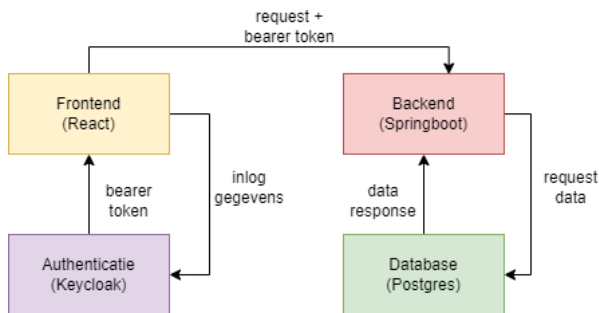 request +
bearer token
Frontend
(React)
Backend
(Springboot)
bearer
token
inlog
gegevens
data
response
request
data
Authenticatie
(Keycloak)
Database
(Postgres)